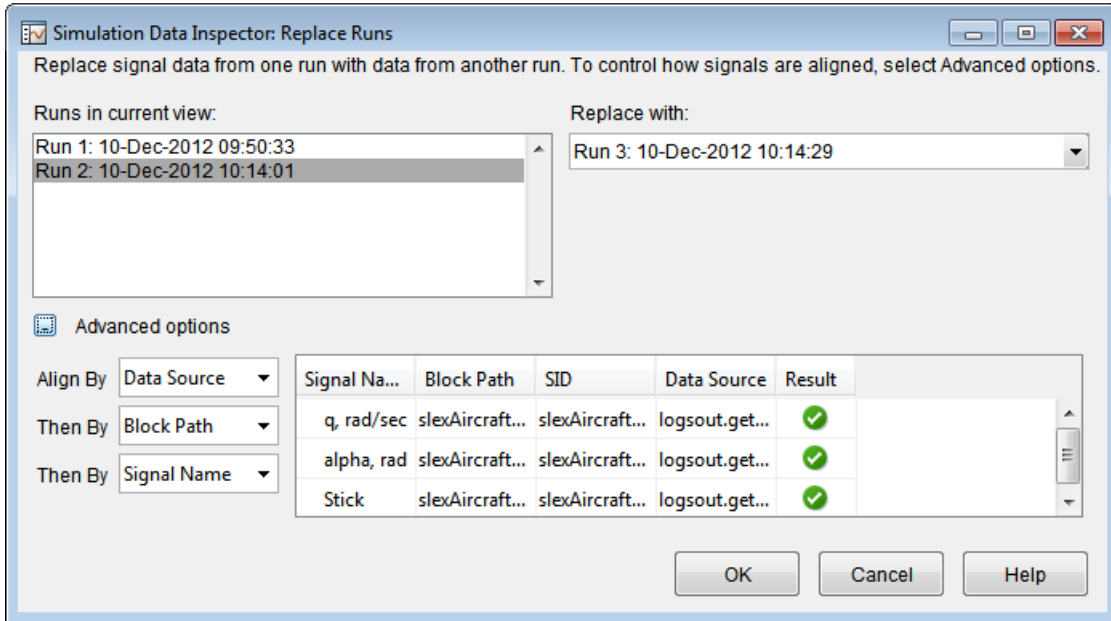 Simulation Data Inspector: Replace Runs
Replace signal data from one run with data from another run. To control how signals are aligned, select Advanced options.
Runs in current view:
Replace with:
Run 1: 10-Dec-2012 09:50:33
Run 2: 10-Dec-2012 10:14:01
Run 3: 10-Dec-2012 10:14:29
Advanced options
Align By Data Source
Then By Block Path
Then By Signal Name
Signal Na... Block Path SID Data Source Result
q, rad/sec slexAircraft... slexAircraft... logsout.get...
alpha, rad slexAircraft... slexAircraft... logsout.get...
Stick slexAircraft... slexAircraft... logsout.get...
OK Cancel Help